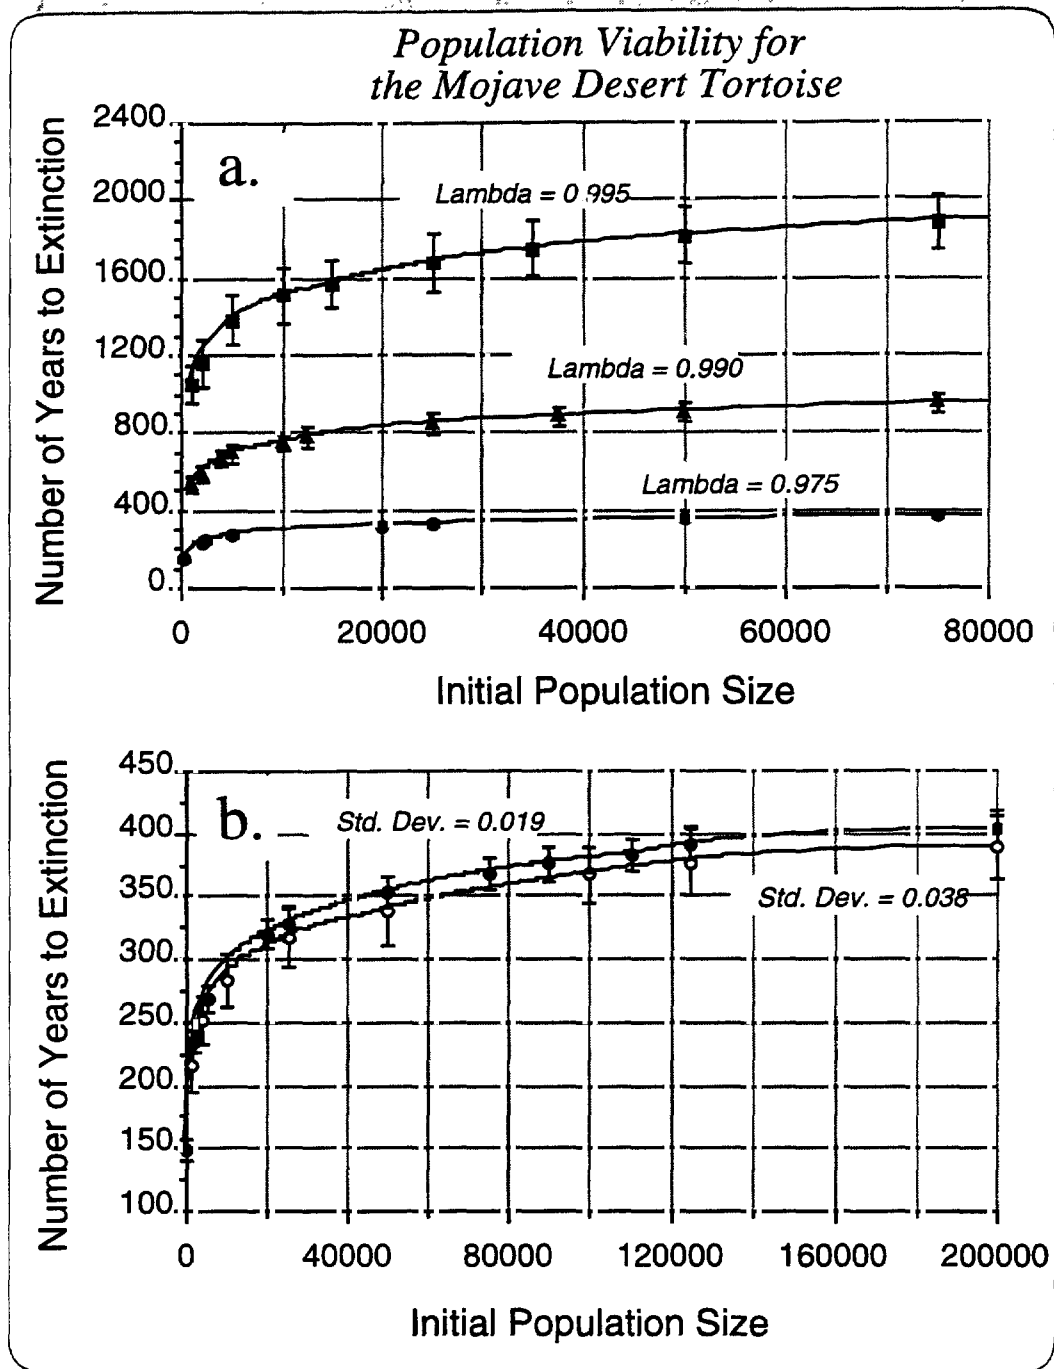 Population Viability for
the Mojave Desert Tortoise
a.
Number of Years to Extinction
2400
2000
1600
1200
800
400
0
Lambda = 0.995
Lambda = 0.990
Lambda = 0.975
0 20000 40000 60000 80000
Initial Population Size
b.
Number of Years to Extinction
450
400
350
300
250
200
150
100
Std. Dev. = 0.019
Std. Dev. = 0.038
0 40000 80000 120000 160000 200000
Initial Population Size